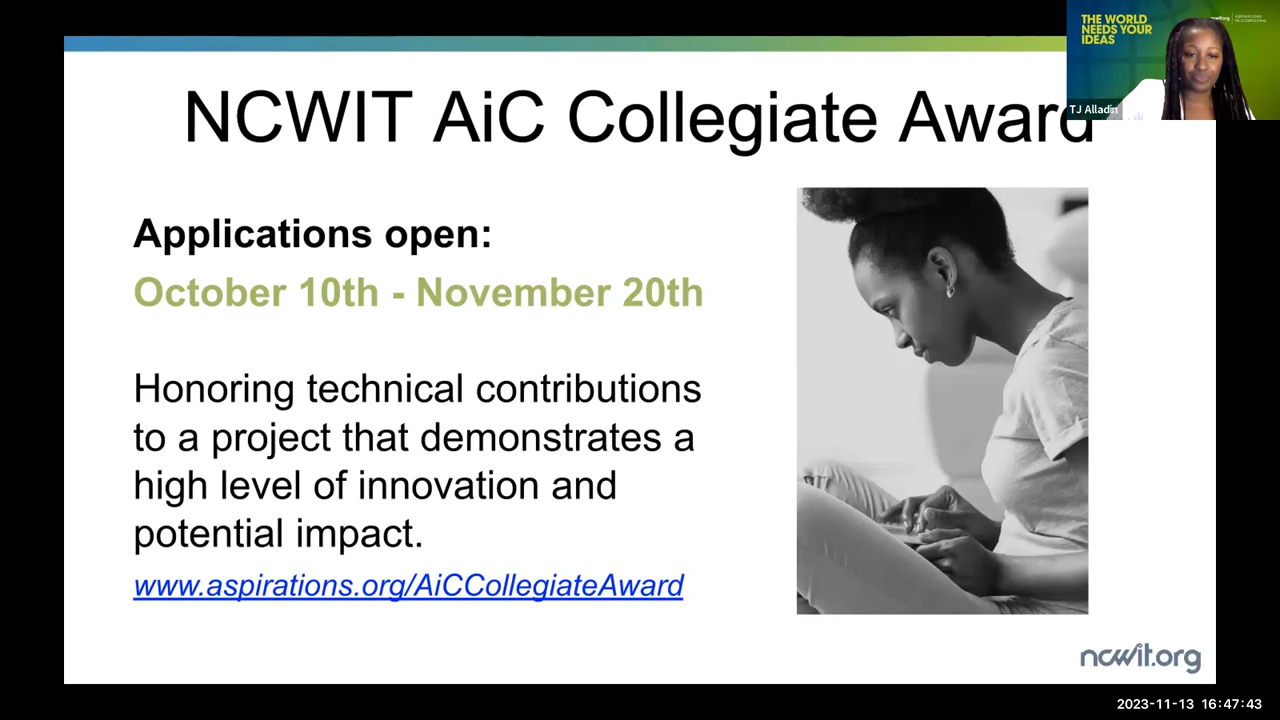 THE WORLD
NEEDS YOUR
IDEAS
TJ Alladin
NCWIT AiC Collegiate Award
Applications open:
October 10th - November 20th
Honoring technical contributions
to a project that demonstrates a
high level of innovation and
potential impact.
www.aspirations.org/AiCCollegiateAward
ncwit.org
2023-11-13 16:47:43